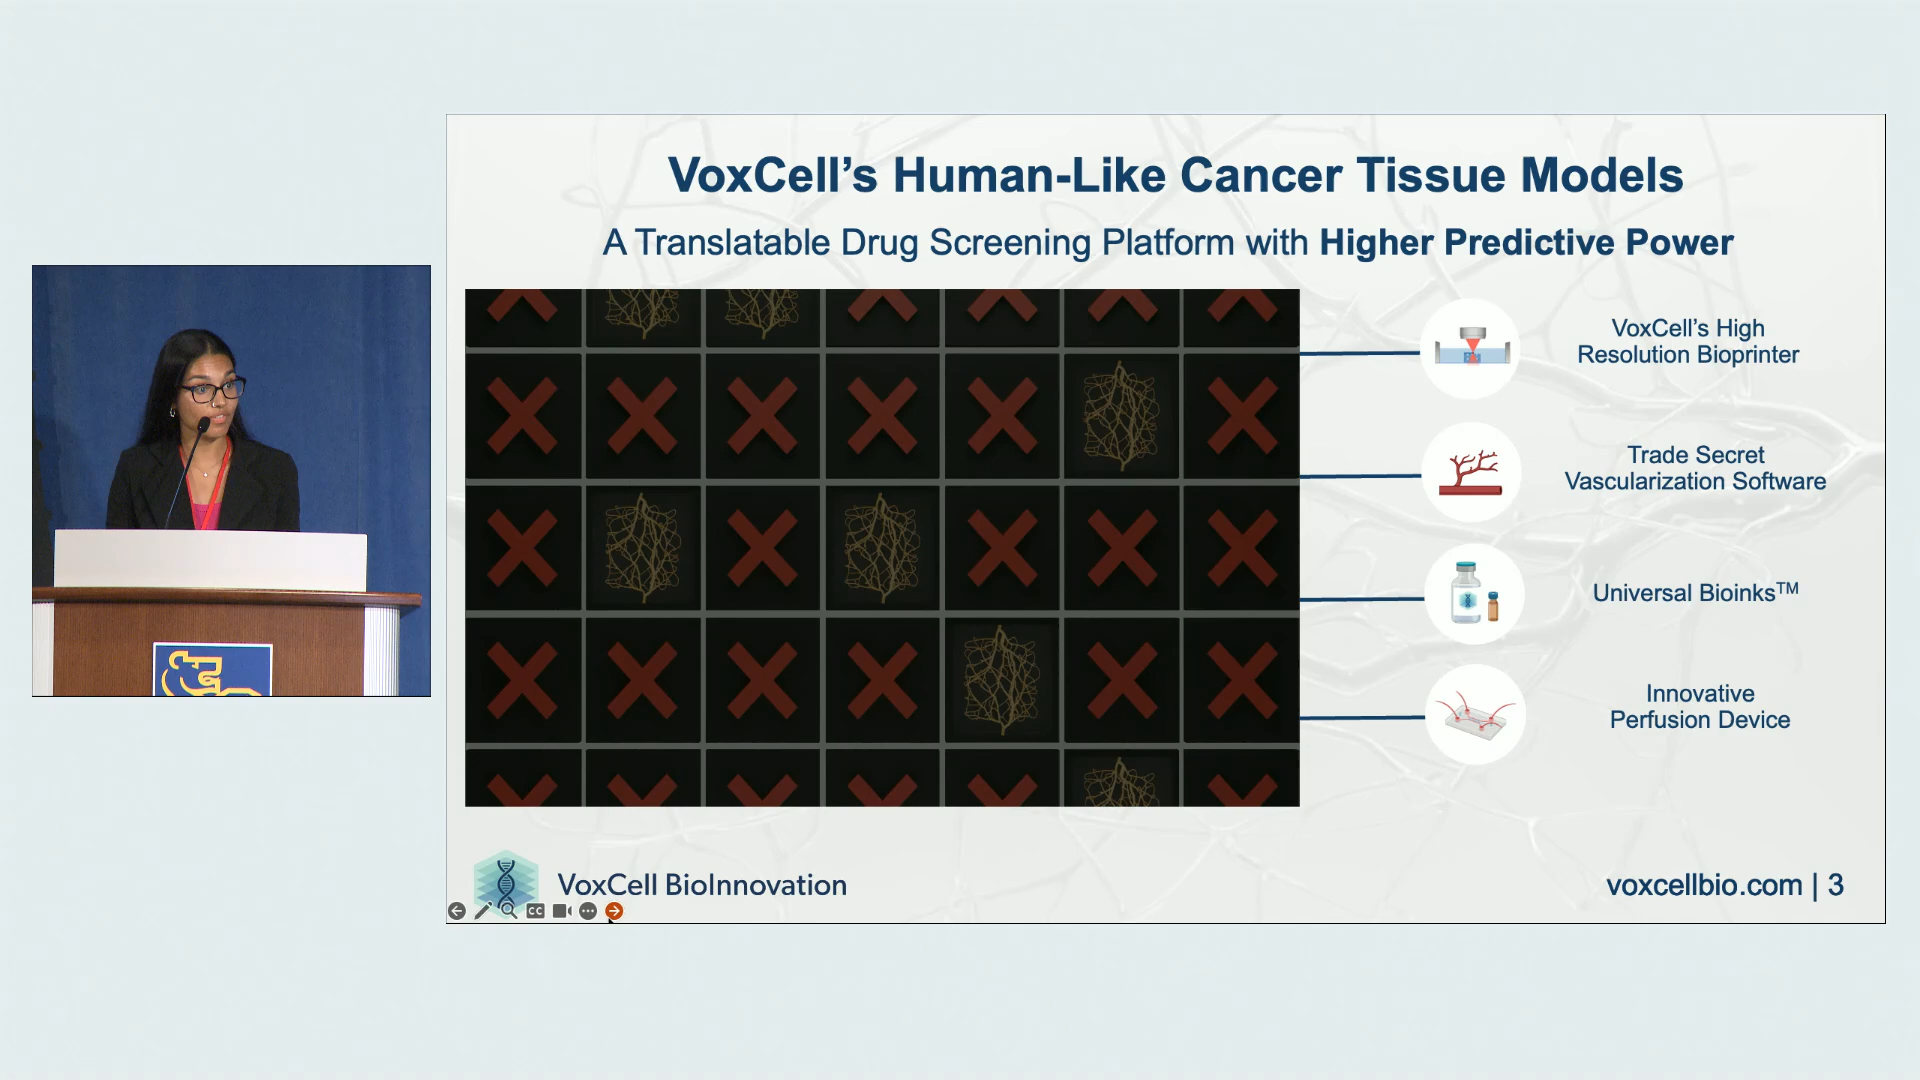 VoxCell’s Human-Like Cancer Tissue Models
A Translatable Drug Screening Platform with Higher Predictive Power
VoxCell’s High
Resolution Bioprinter
Trade Secret
Vascularization Software
Universal Bioinks™
Innovative
Perfusion Device
VoxCell BioInnovation
voxcellbio.com | 3
CC